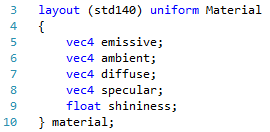 3 layout (std140) uniform Material
4 {
5 vec4 emissive;
6 vec4 ambient;
7 vec4 diffuse;
8 vec4 specular;
9 float shininess;
10 } material;